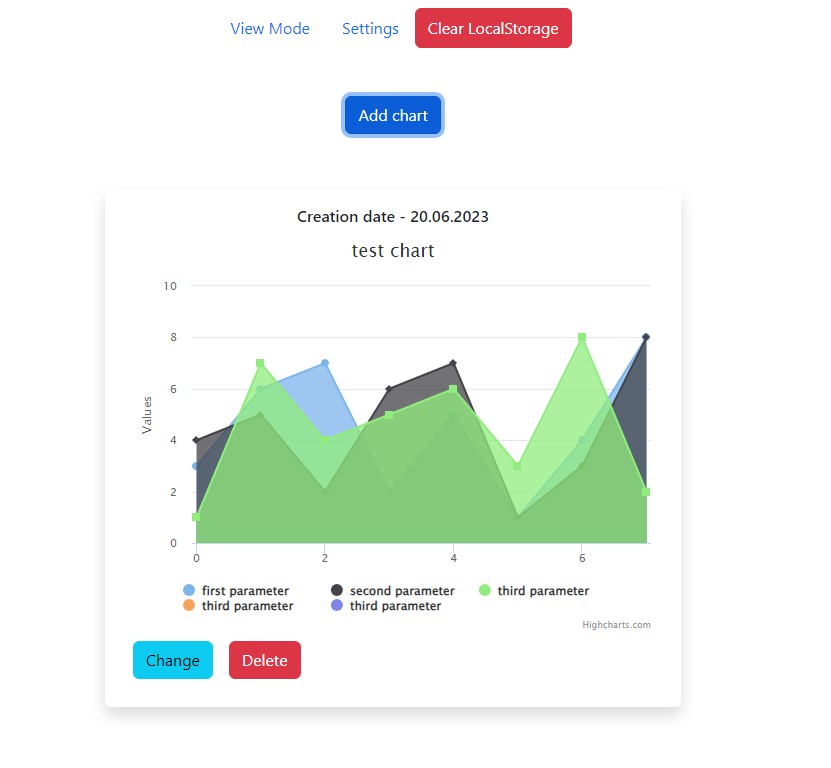 View Mode Settings Clear LocalStorage
Add chart
Creation date - 20.06.2023
test chart
10
8
6
4
2
0
Values
0 2 4 6
first parameter second parameter third parameter
third parameter third parameter
Highcharts.com
Change Delete